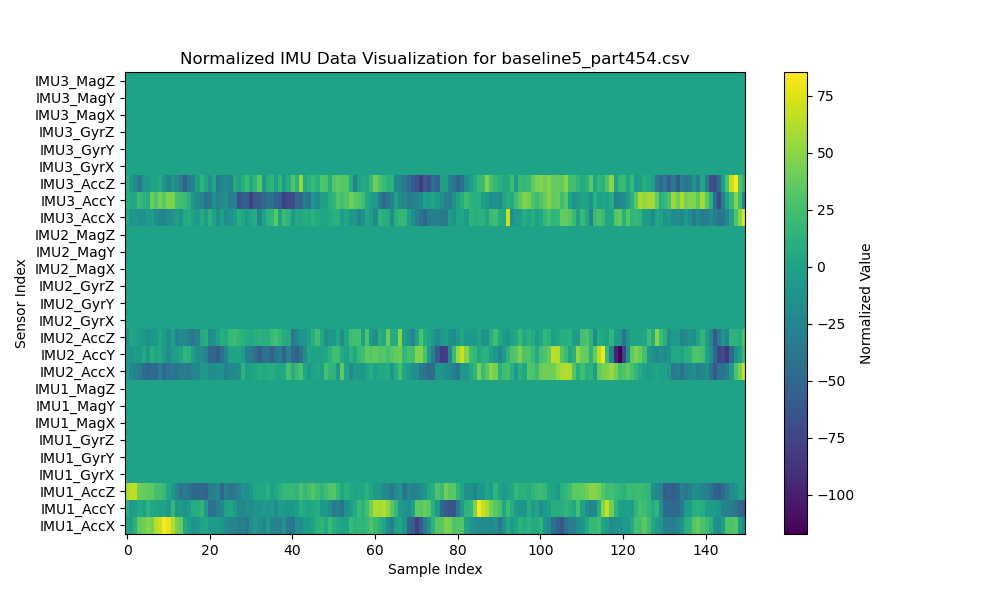 Normalized IMU Data Visualization for baseline5_part454.csv
IMU3_MagZ
IMU3_MagY
IMU3_MagX
IMU3_GyrZ
IMU3_GyrY
IMU3_GyrX
IMU3_AccZ
IMU3_AccY
IMU3_AccX
IMU2_MagZ
IMU2_MagY
IMU2_MagX
IMU2_GyrZ
IMU2_GyrY
IMU2_GyrX
IMU2_AccZ
IMU2_AccY
IMU2_AccX
IMU1_MagZ
IMU1_MagY
IMU1_MagX
IMU1_GyrZ
IMU1_GyrY
IMU1_GyrX
IMU1_AccZ
IMU1_AccY
IMU1_AccX
Sensor Index
0 20 40 60 80 100 120 140
Sample Index
75
50
25
0
−25
−50
−75
−100
Normalized Value